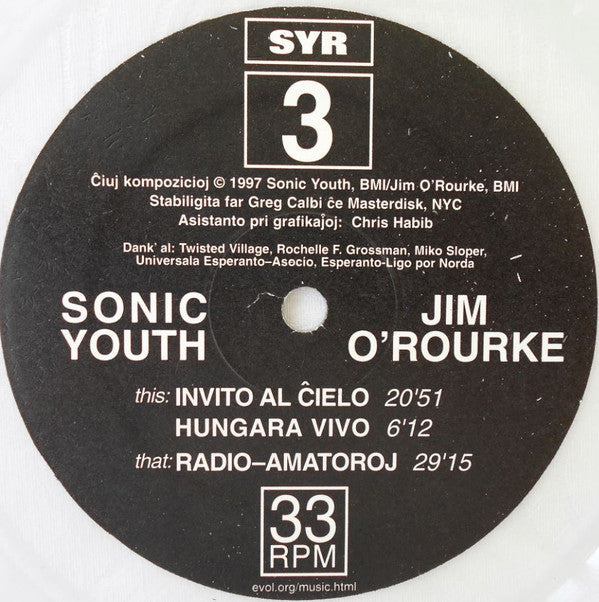 SYR
3
Ĉiuj kompozicioj © 1997 Sonic Youth, BMI/Jim O'Rourke, BMI
Stabiligita far Greg Calbi ĉe Masterdisk, NYC
Asistanto pri grafikaĵoj: Chris Habib
Dank' al: Twisted Village, Rochelle F. Grossman, Miko Sloper,
Universala Esperanto–Asocio, Esperanto-Ligo por Norda
SONIC
YOUTH
JIM
O'ROURKE
this: INVITO AL ĈIELO 20'51
HUNGARA VIVO 6'12
that: RADIO–AMATOROJ 29'15
33
RPM
evol.org/music.html